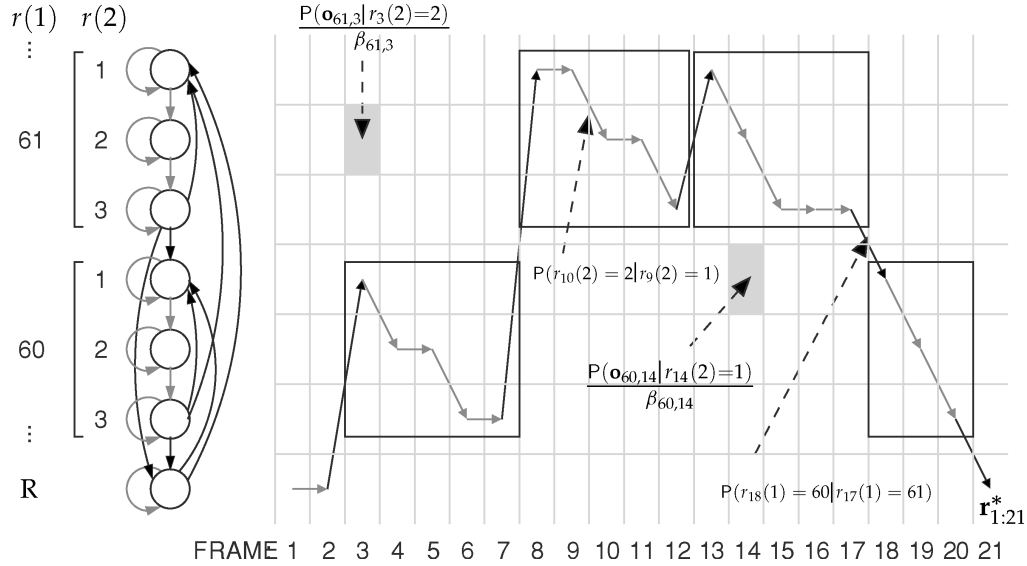 r(1) r(2)
P(o₆₁,₃|r₃(2)=2)
β₆₁,₃
⋮
1
61 2
3
1
60 2
3
⋮
R
P(r₁₀(2) = 2|r₉(2) = 1)
P(o₆₀,₁₄|r₁₄(2)=1)
β₆₀,₁₄
P(r₁₈(1) = 60|r₁₇(1) = 61)
r*₁:₂₁
FRAME 1 2 3 4 5 6 7 8 9 10 11 12 13 14 15 16 17 18 19 20 21